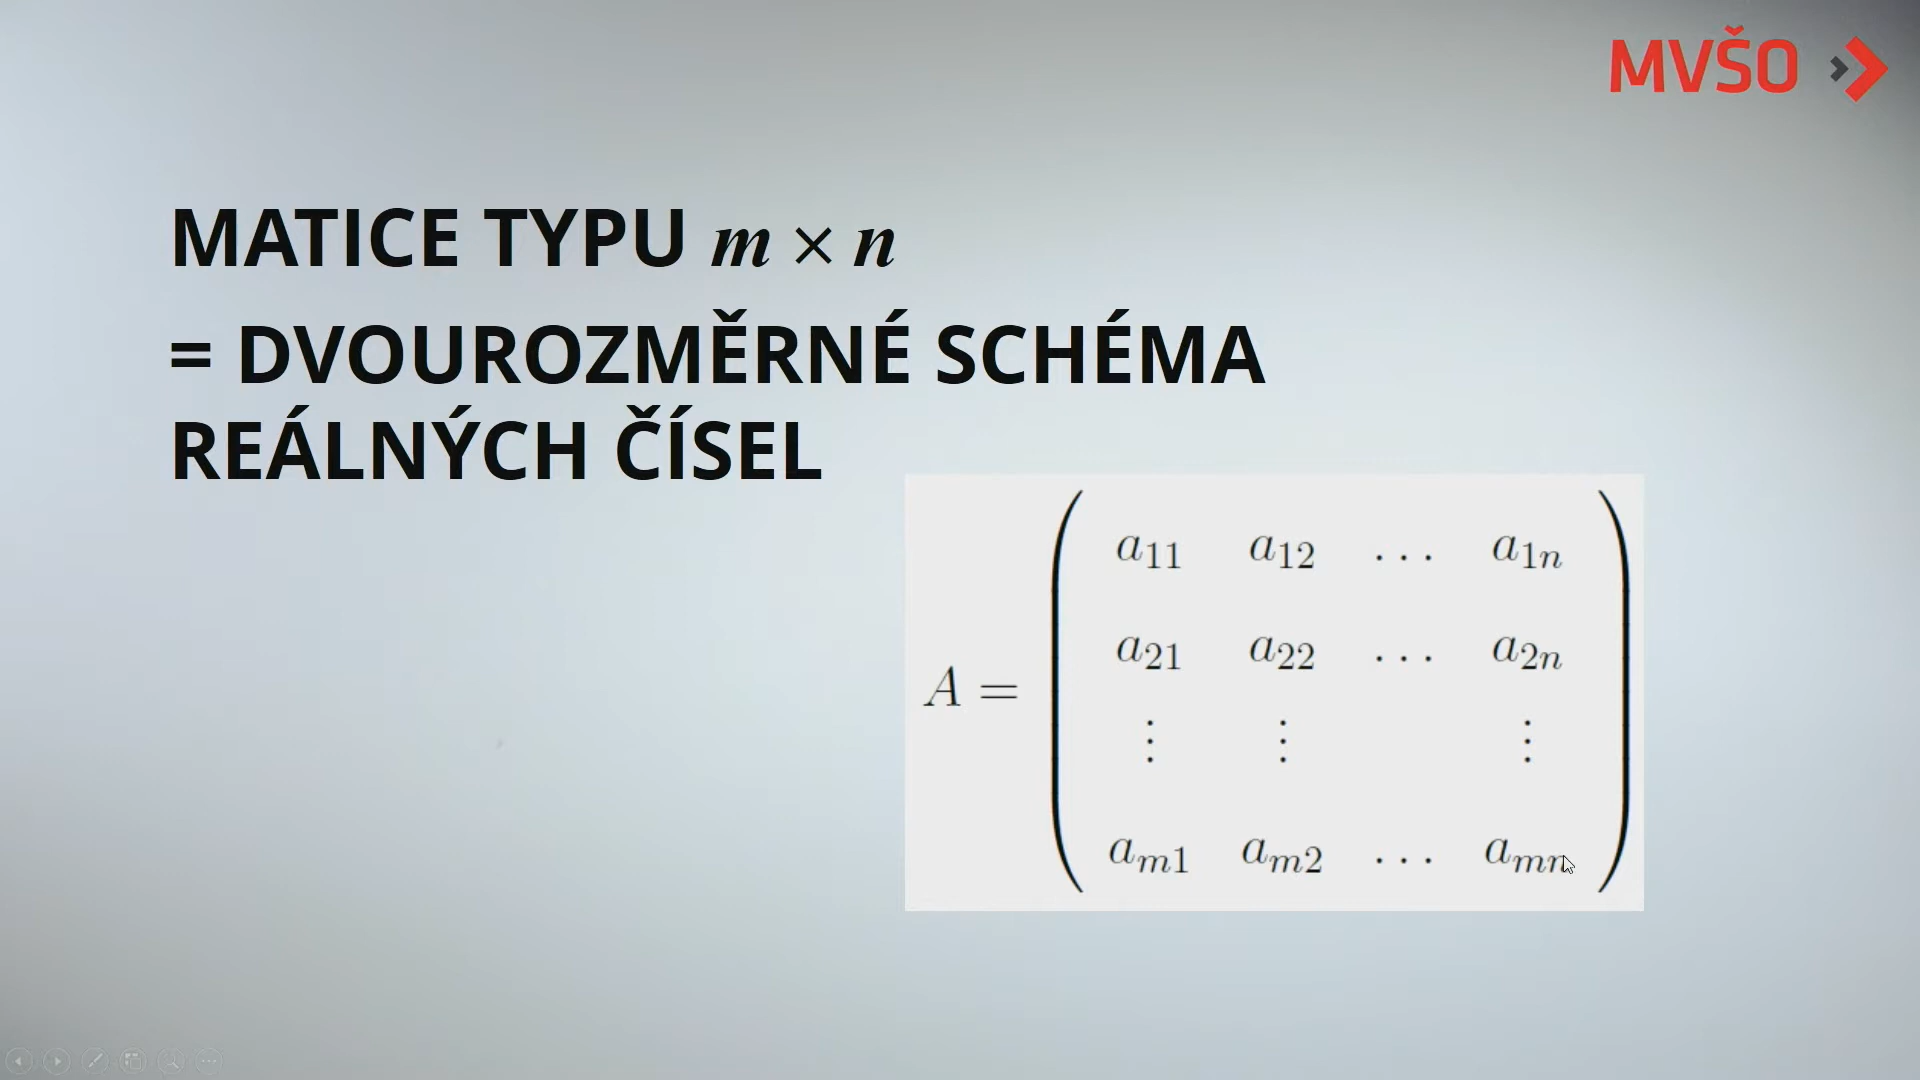 MVŠO
MATICE TYPU m × n
= DVOUROZMĚRNÉ SCHÉMA
REÁLNÝCH ČÍSEL
a11 a12 . . . a1n
a21 a22 . . . a2n
A =
⋮ ⋮ ⋮
am1 am2 . . . amn